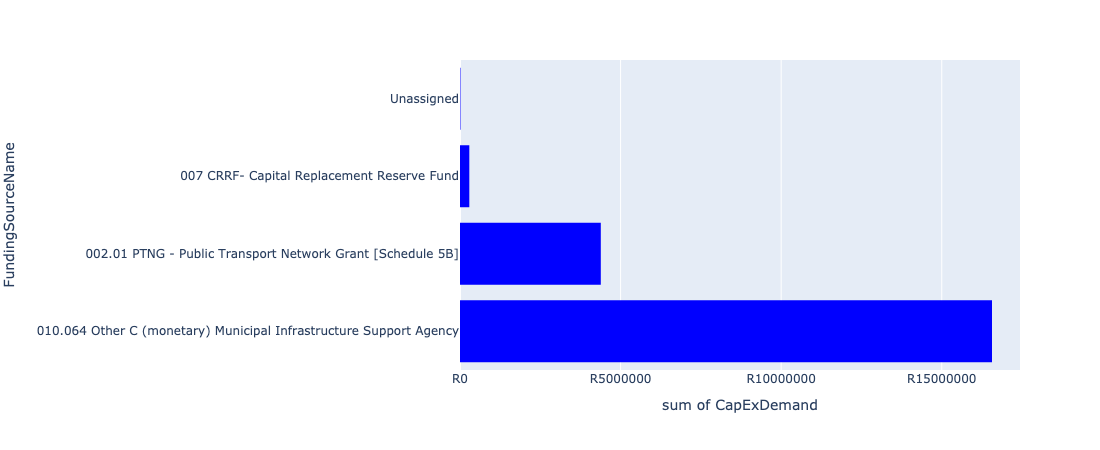 FundingSourceName
Unassigned
007 CRRF- Capital Replacement Reserve Fund
002.01 PTNG - Public Transport Network Grant [Schedule 5B]
010.064 Other C (monetary) Municipal Infrastructure Support Agency
R0 R5000000 R10000000 R15000000
sum of CapExDemand